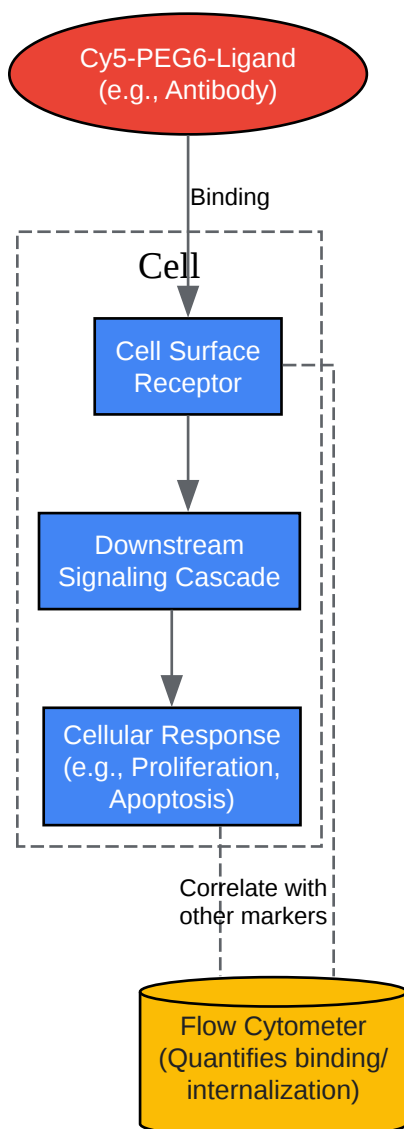 Cy5-PEG6-Ligand
(e.g., Antibody)
Binding
Cell
Cell Surface
Receptor
Downstream
Signaling Cascade
Cellular Response
(e.g., Proliferation,
Apoptosis)
Correlate with
other markers
Flow Cytometer
(Quantifies binding/
internalization)